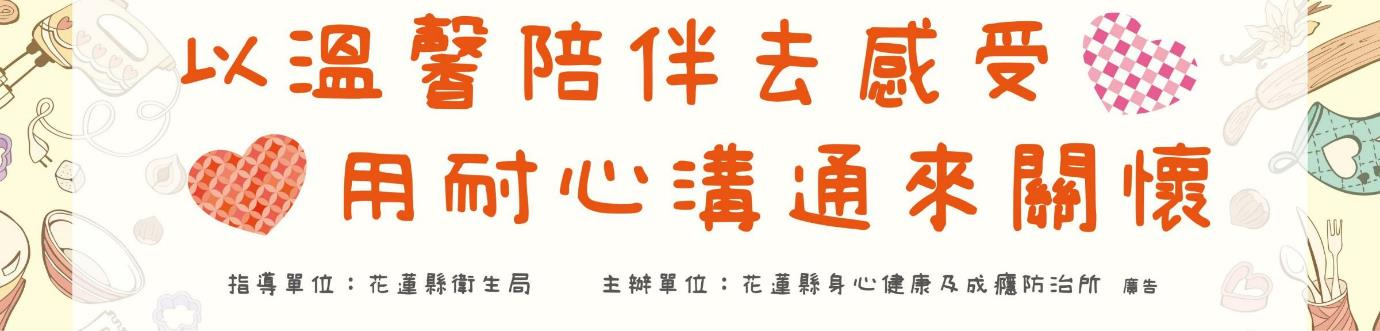 以溫馨陪伴去感受
用耐心溝通來關懷
指導單位：花蓮縣衛生局 主辦單位：花蓮縣身心健康及成癮防治所 廣告